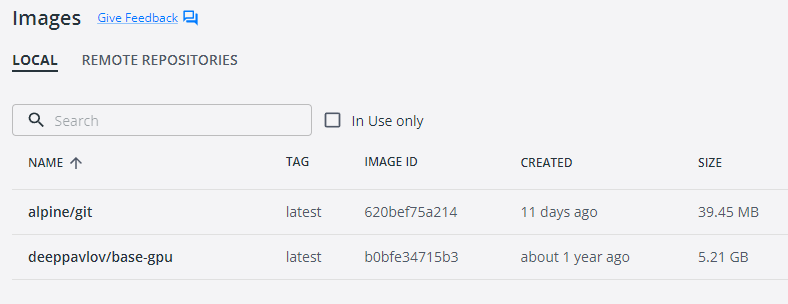 Images Give Feedback
LOCAL REMOTE REPOSITORIES
Search In Use only
NAME TAG IMAGE ID CREATED SIZE
alpine/git latest 620bef75a214 11 days ago 39.45 MB
deeppavlov/base-gpu latest b0bfe34715b3 about 1 year ago 5.21 GB